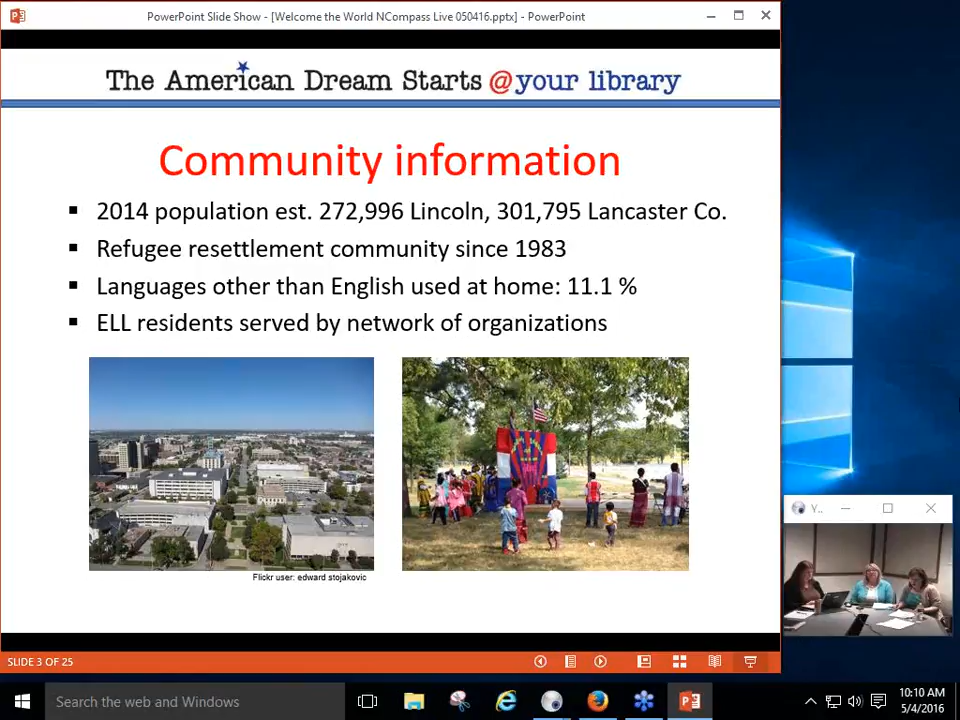 PowerPoint Slide Show - [Welcome the World NCompass Live 050416.pptx] - PowerPoint
The American Dream Starts @your library
Community information
▪ 2014 population est. 272,996 Lincoln, 301,795 Lancaster Co.
▪ Refugee resettlement community since 1983
▪ Languages other than English used at home: 11.1 %
▪ ELL residents served by network of organizations
Flickr user: edward stojakovic
Y..
SLIDE 3 OF 25
Search the web and Windows
10:10 AM
5/4/2016